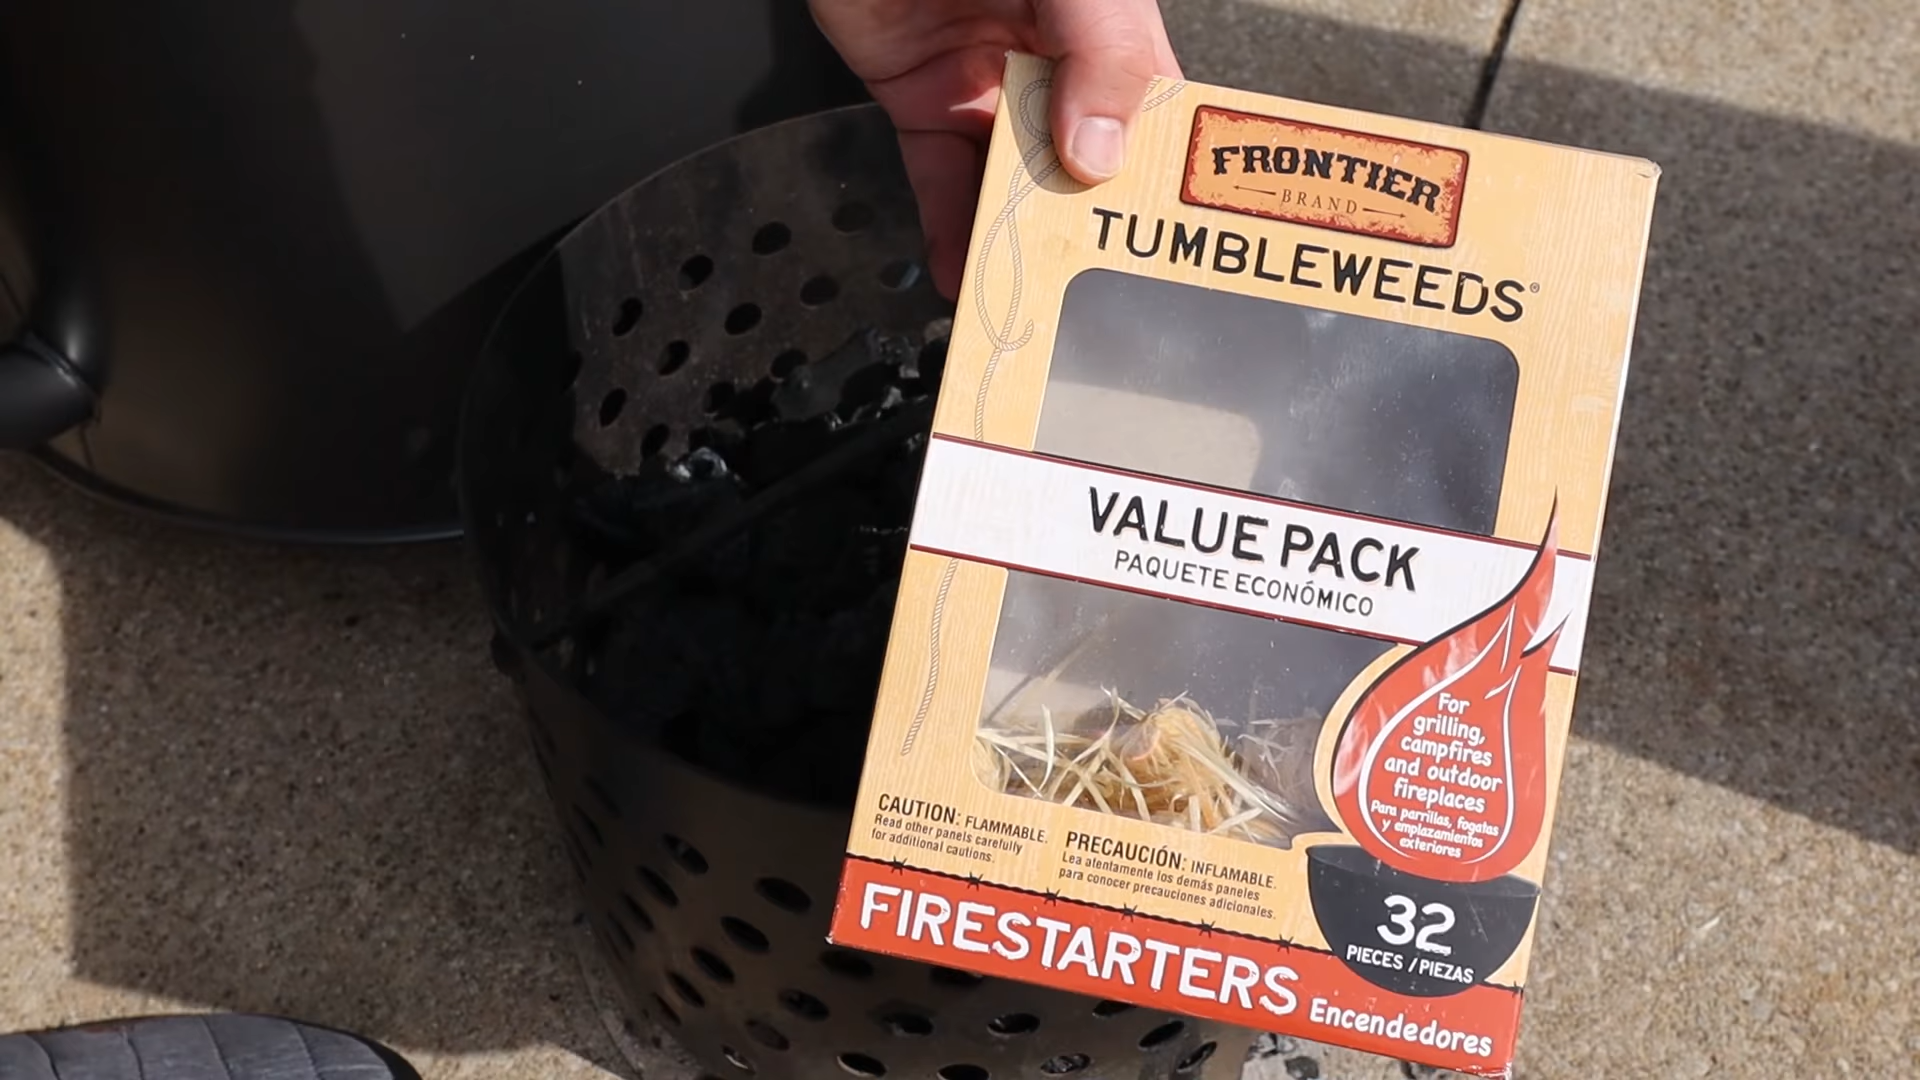 FRONTIER
BRAND
TUMBLEWEEDS®
VALUE PACK
PAQUETE ECONÓMICO
For
grilling,
campfires
and outdoor
fireplaces
Para parrillas, fogatas
y emplazamientos
exteriores
CAUTION: FLAMMABLE.
Read other panels carefully
for additional cautions.
PRECAUCIÓN: INFLAMABLE.
Lea atentamente los demás paneles
para conocer precauciones adicionales.
32
PIECES / PIEZAS
FIRESTARTERS Encendedores